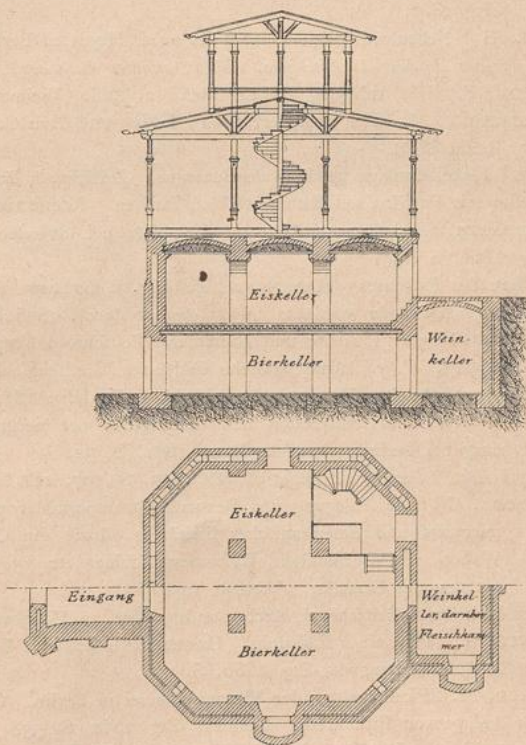 Eiskeller
Wein-
keller
Bierkeller
Eiskeller
Eingang
Weinkel-
ler, darüber
Fleischkam-
mer
Bierkeller